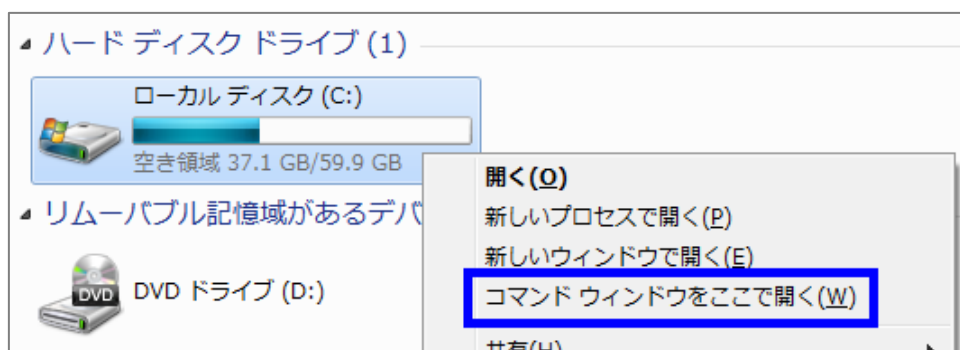 ハード ディスク ドライブ (1)
ローカル ディスク (C:)
空き領域 37.1 GB/59.9 GB
開く(O)
新しいプロセスで開く(P)
リムーバブル記憶域があるデバ
新しいウィンドウで開く(E)
DVD
DVD ドライブ (D:)
コマンド ウィンドウをここで開く(W)
共有(H)